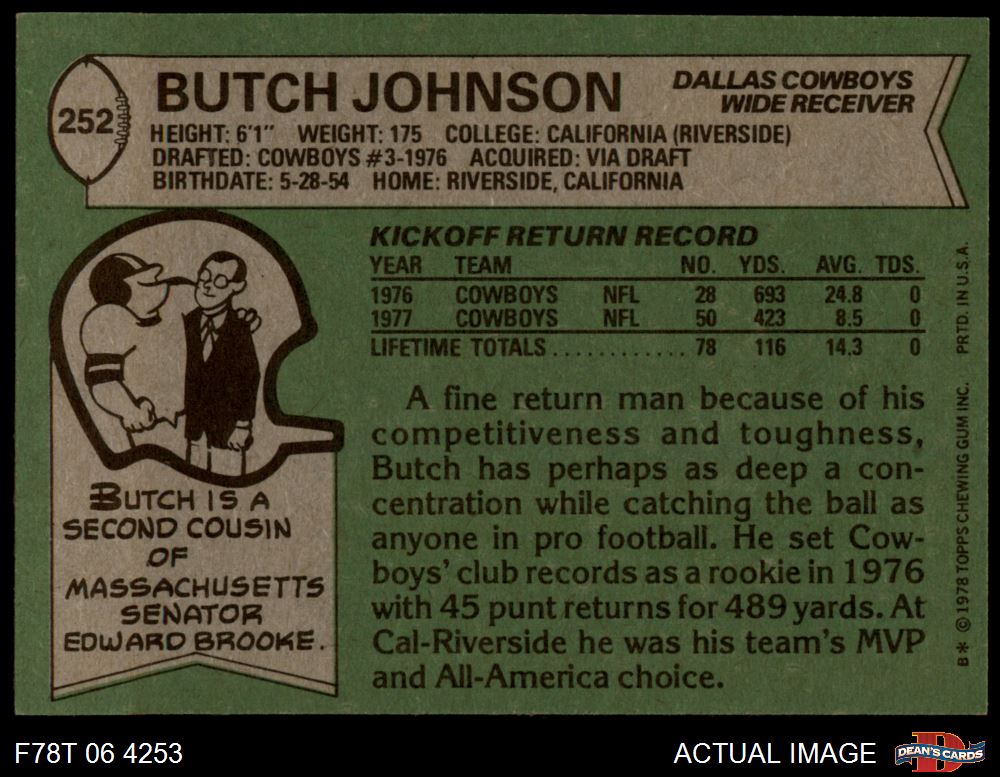 252
BUTCH JOHNSON
DALLAS COWBOYS
WIDE RECEIVER
HEIGHT: 6'1" WEIGHT: 175 COLLEGE: CALIFORNIA (RIVERSIDE)
DRAFTED: COWBOYS #3-1976 ACQUIRED: VIA DRAFT
BIRTHDATE: 5-28-54 HOME: RIVERSIDE, CALIFORNIA
KICKOFF RETURN RECORD
YEAR TEAM NO. YDS. AVG. TDS.
1976 COWBOYS NFL 28 693 24.8 0
1977 COWBOYS NFL 50 423 8.5 0
LIFETIME TOTALS............ 78 116 14.3 0
A fine return man because of his
competitiveness and toughness,
Butch has perhaps as deep a con-
centration while catching the ball as
anyone in pro football. He set Cow-
boys' club records as a rookie in 1976
with 45 punt returns for 489 yards. At
Cal-Riverside he was his team's MVP
and All-America choice.
BUTCH IS A
SECOND COUSIN
OF
MASSACHUSETTS
SENATOR
EDWARD BROOKE.
B* © 1978 TOPPS CHEWING GUM INC. PRTD. IN U.S.A.
F78T 06 4253
ACTUAL IMAGE
D
DEAN'S CARDS